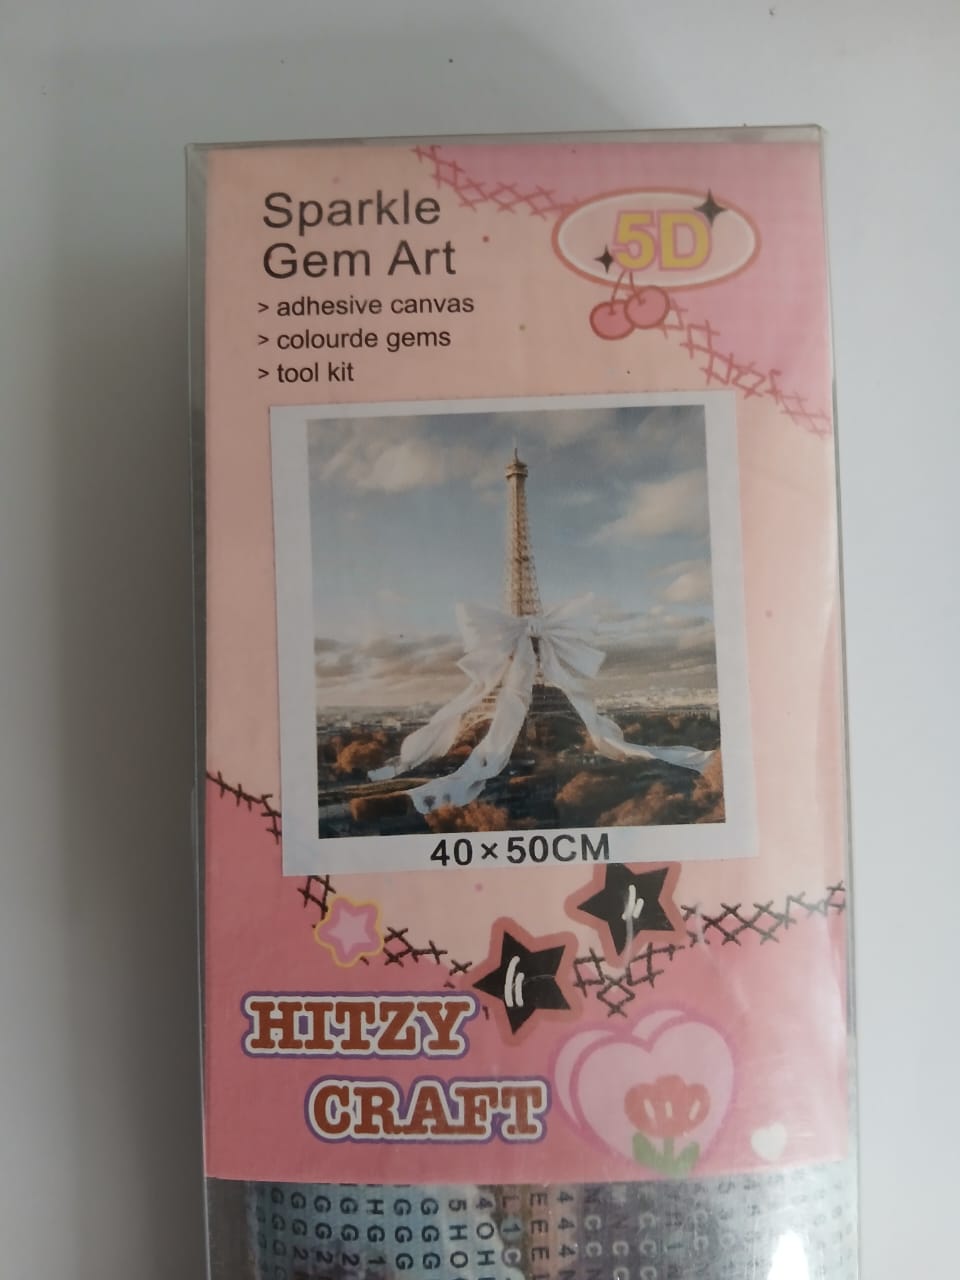 Sparkle
Gem Art
5D
> adhesive canvas
> colourde gems
> tool kit
40×50CM
HITZY
CRAFT